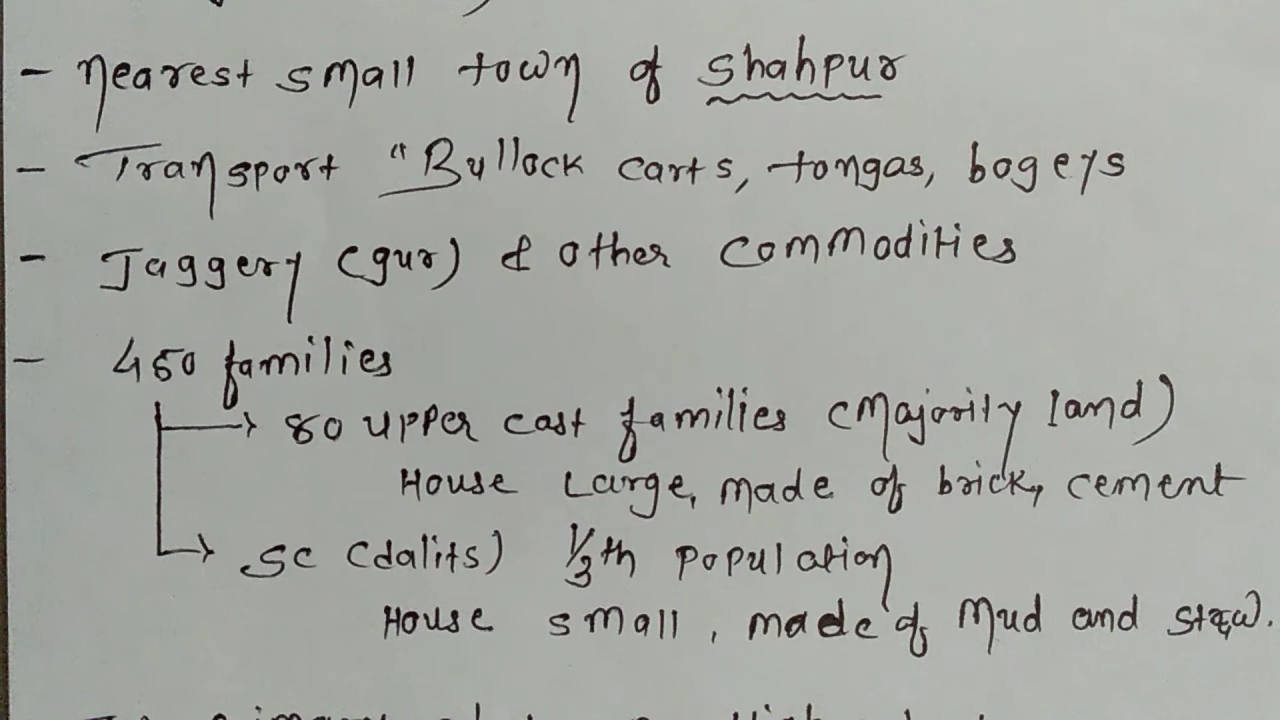 - Nearest small town of Shahpur
- Transport "Bullock carts, tongas, bogeys
- Jaggery (gur) & other commodities
- 450 families
→ 80 upper cast families (Majority land)
House Large, made of brick, cement
→ SC (dalits) 1/3th population
House small, made of Mud and straw.